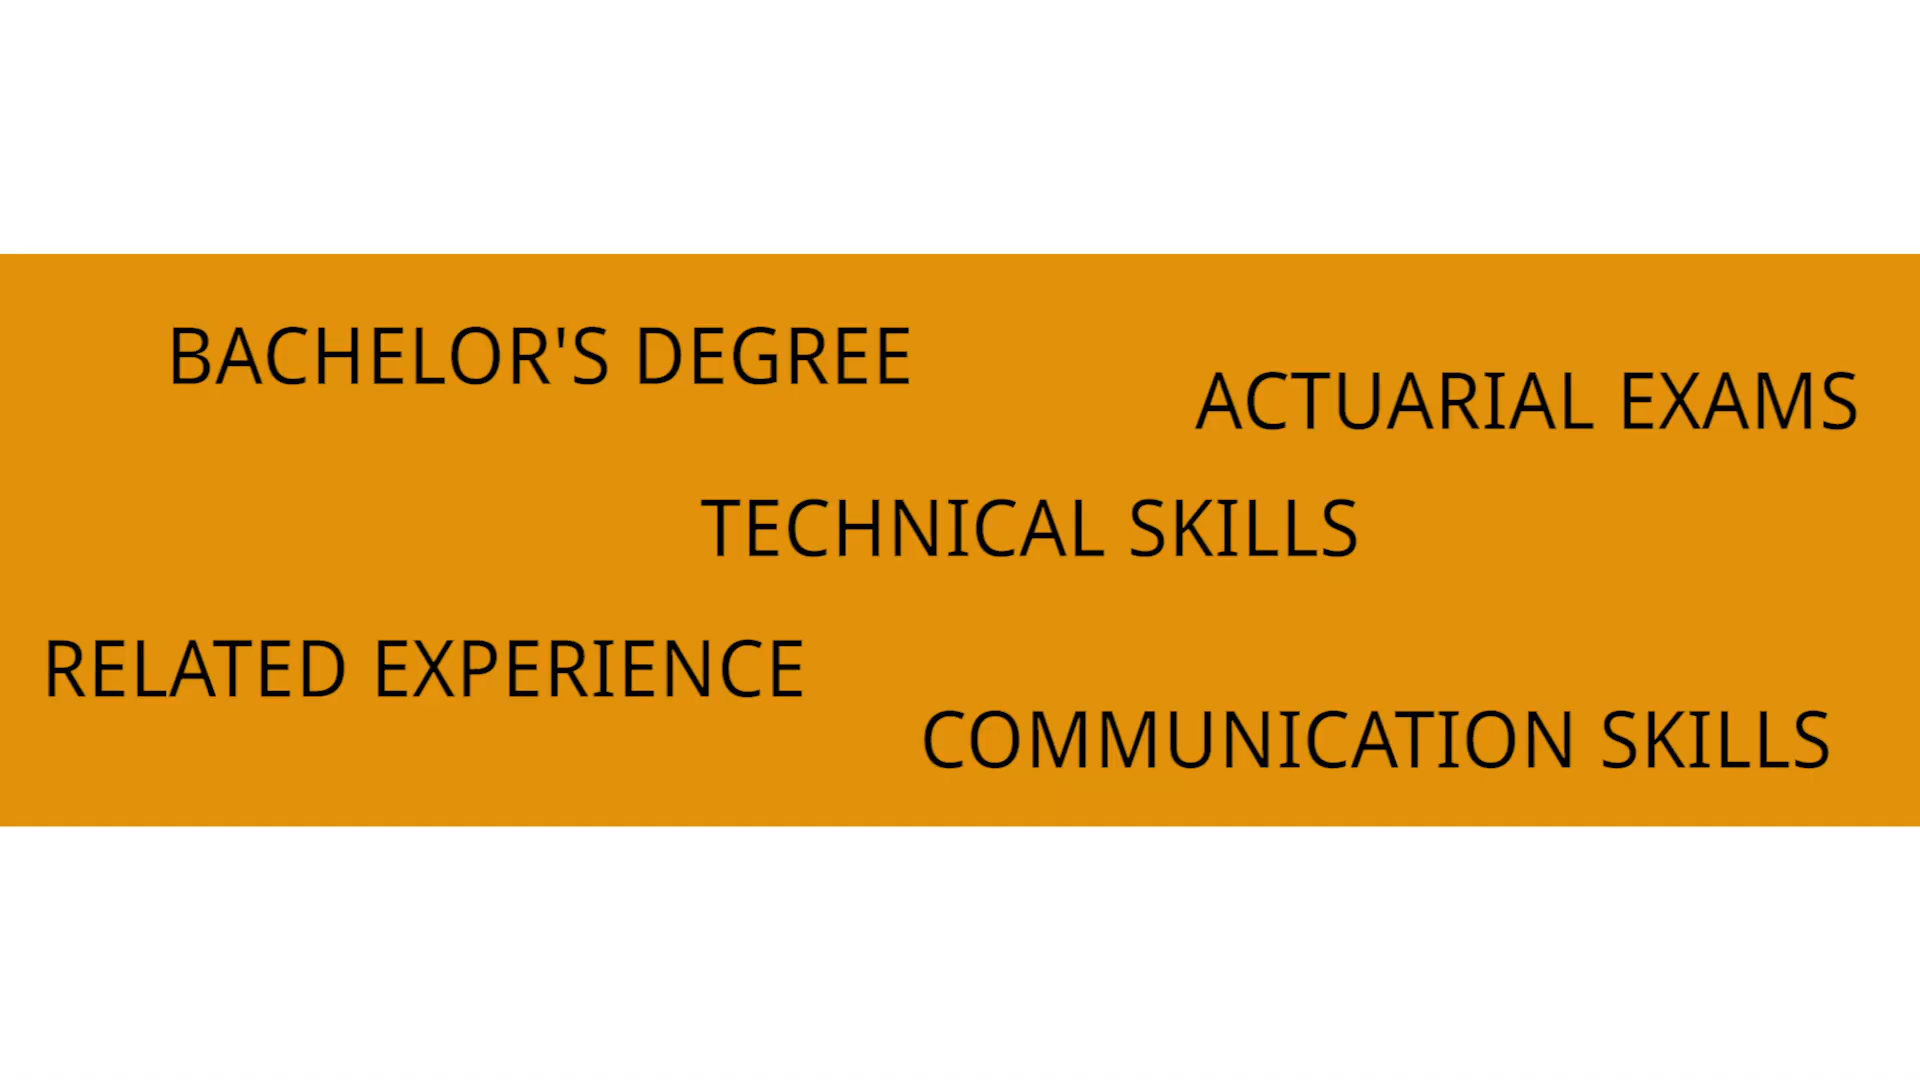 BACHELOR'S DEGREE
ACTUARIAL EXAMS
TECHNICAL SKILLS
RELATED EXPERIENCE
COMMUNICATION SKILLS